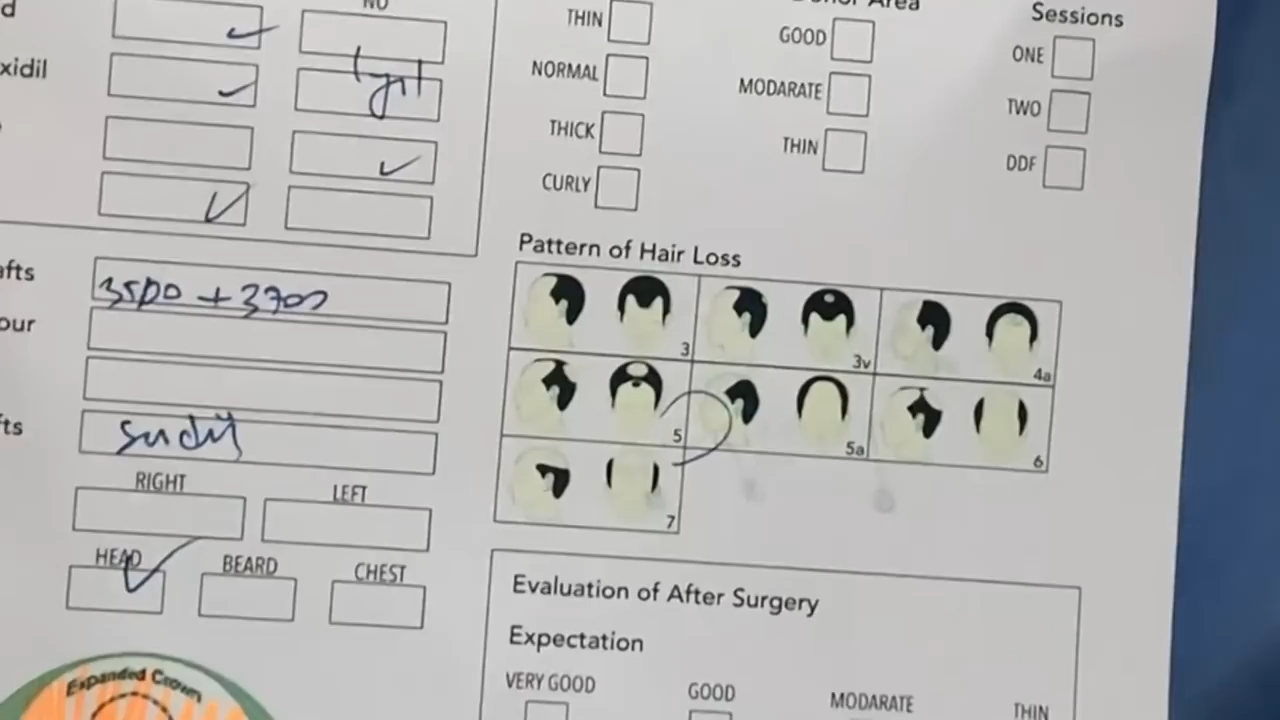 d
NO
xidil
afts
3500 + 3700
our
fts
RIGHT
LEFT
HEAD
BEARD
CHEST
Expanded Crown
THIN
NORMAL
THICK
CURLY
Donor Area
GOOD
MODARATE
THIN
Sessions
ONE
TWO
DDF
Pattern of Hair Loss
3
3v
4a
5
5a
6
7
Evaluation of After Surgery
Expectation
VERY GOOD
GOOD
MODARATE
THIN